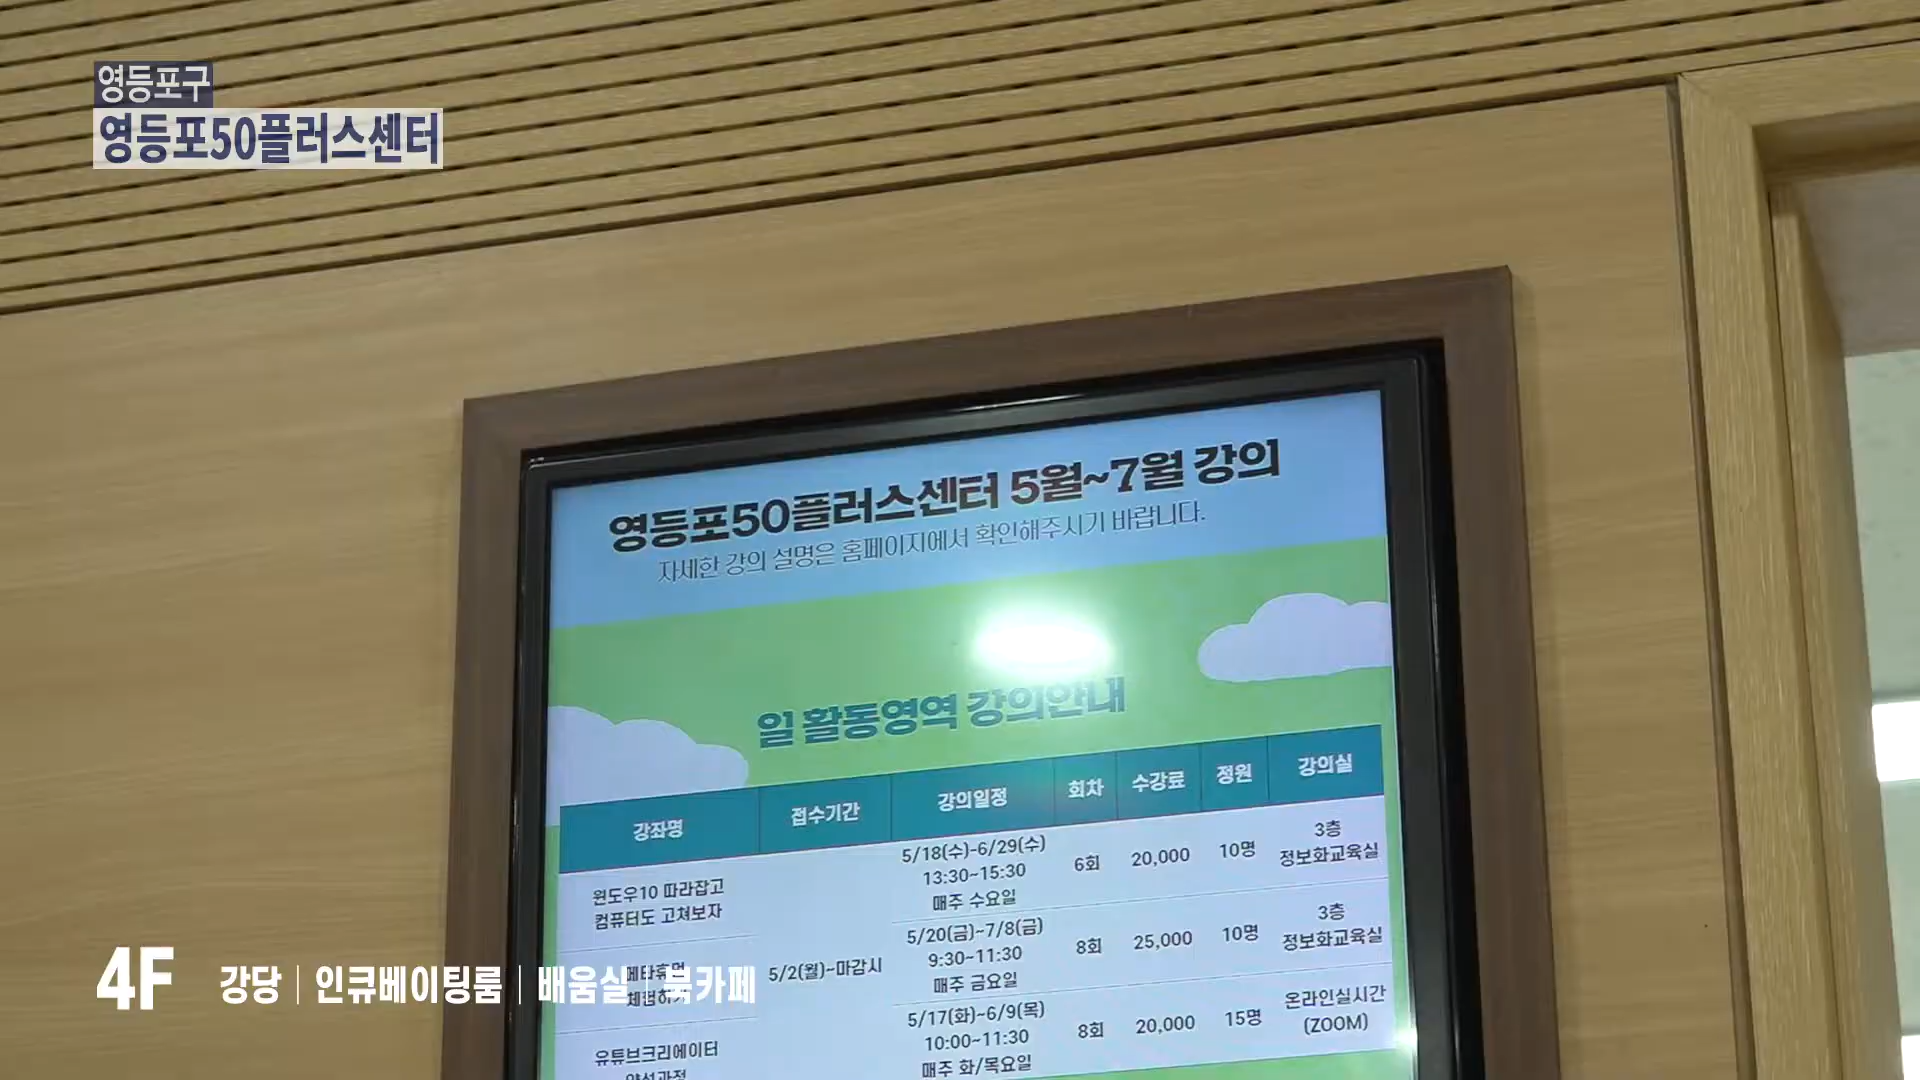 영등포구
영등포50플러스센터
영등포50플러스센터 5월~7월 강의
자세한 강의 설명은 홈페이지에서 확인해주시기 바랍니다.
일 활동영역 강의안내
강좌명 접수기간 강의일정 회차 수강료 정원 강의실
윈도우10 따라잡고
컴퓨터도 고쳐보자
5/18(수)~6/29(수)
13:30~15:30
매주 수요일
6회 20,000 10명
3층
정보화교육실
5/2(월)~마감시
5/20(금)~7/8(금)
9:30~11:30
매주 금요일
8회 25,000 10명
3층
정보화교육실
유튜브크리에이터
양성과정
5/17(화)~6/9(목)
10:00~11:30
매주 화/목요일
8회 20,000 15명
온라인실시간
(ZOOM)
4F 강당 | 인큐베이팅룸 | 배움실 | 북카페